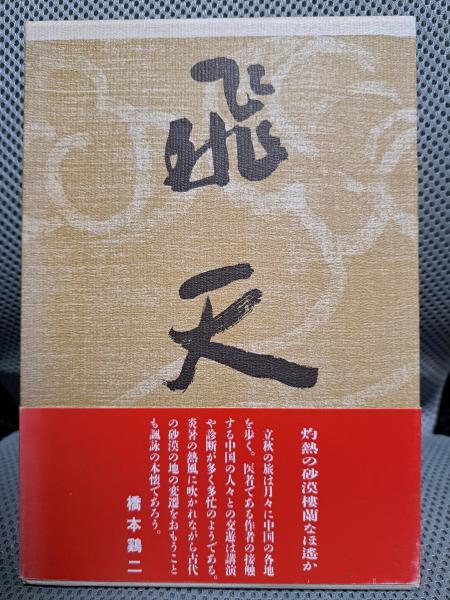 飛天
灼熱の砂漠樓蘭なほ遙か
立秋の旅は月々に中国の各地
を歩く。医者である作者の接触
する中国の人々との交遊は講演
や診断が多く多忙のようである。
炎暑の熱風に吹かれながら古代
の砂漠の地の変遷をおもうこと
も諷詠の本懐であろう。
橋本鷄二